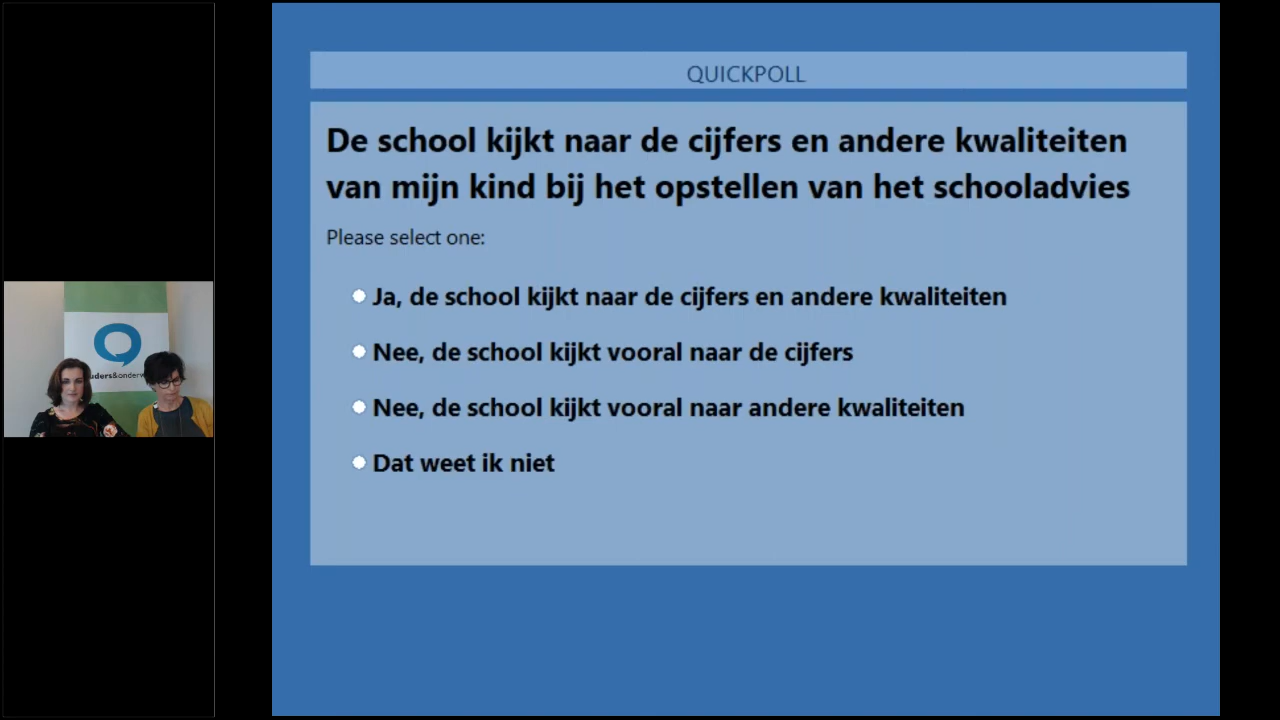 QUICKPOLL
De school kijkt naar de cijfers en andere kwaliteiten
van mijn kind bij het opstellen van het schooladvies
Please select one:
Ja, de school kijkt naar de cijfers en andere kwaliteiten
Nee, de school kijkt vooral naar de cijfers
Nee, de school kijkt vooral naar andere kwaliteiten
Dat weet ik niet